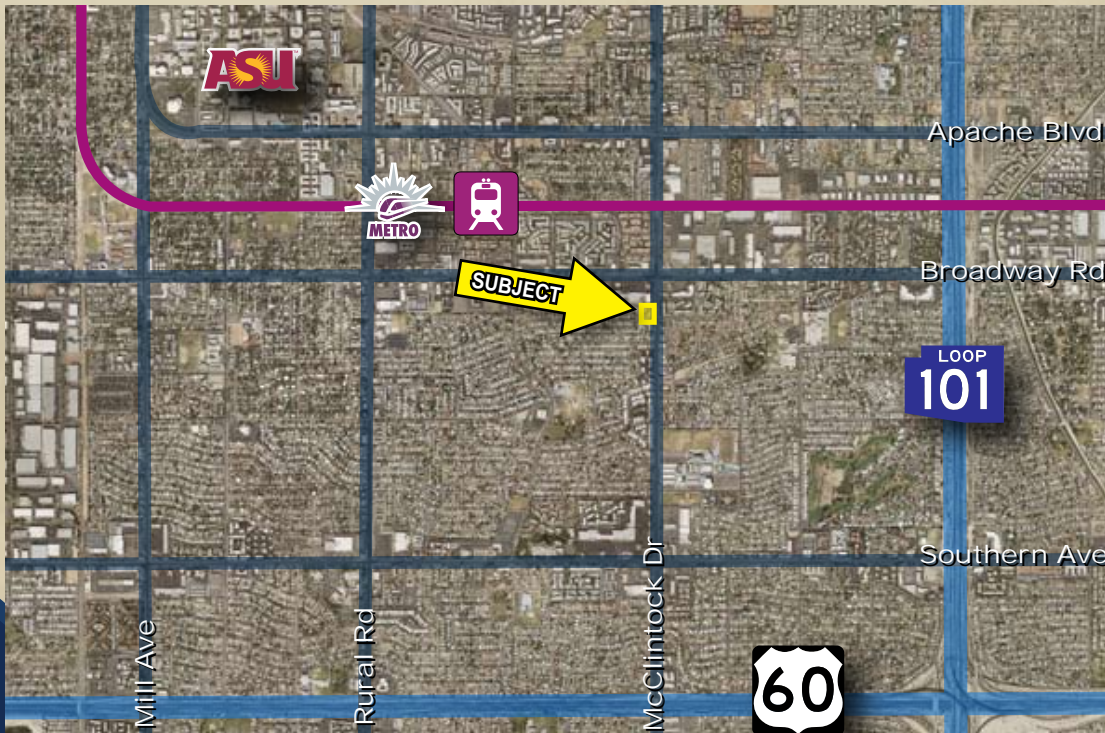 ASU
Apache Blvd
METRO
Broadway Rd
SUBJECT
LOOP
101
Southern Ave
Mill Ave
Rural Rd
McClintock Dr
60